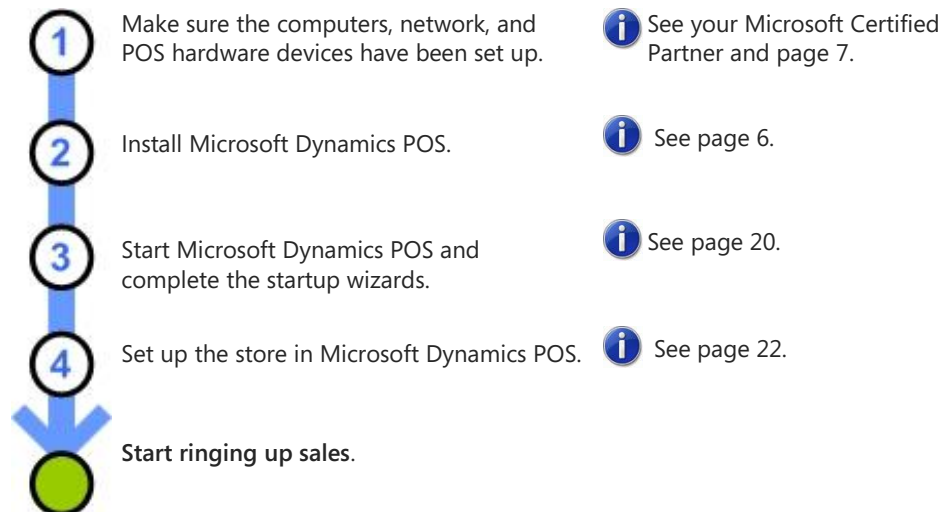 1
Make sure the computers, network, and
POS hardware devices have been set up.
i
See your Microsoft Certified
Partner and page 7.
2
Install Microsoft Dynamics POS.
i
See page 6.
3
Start Microsoft Dynamics POS and
complete the startup wizards.
i
See page 20.
4
Set up the store in Microsoft Dynamics POS.
i
See page 22.
Start ringing up sales.